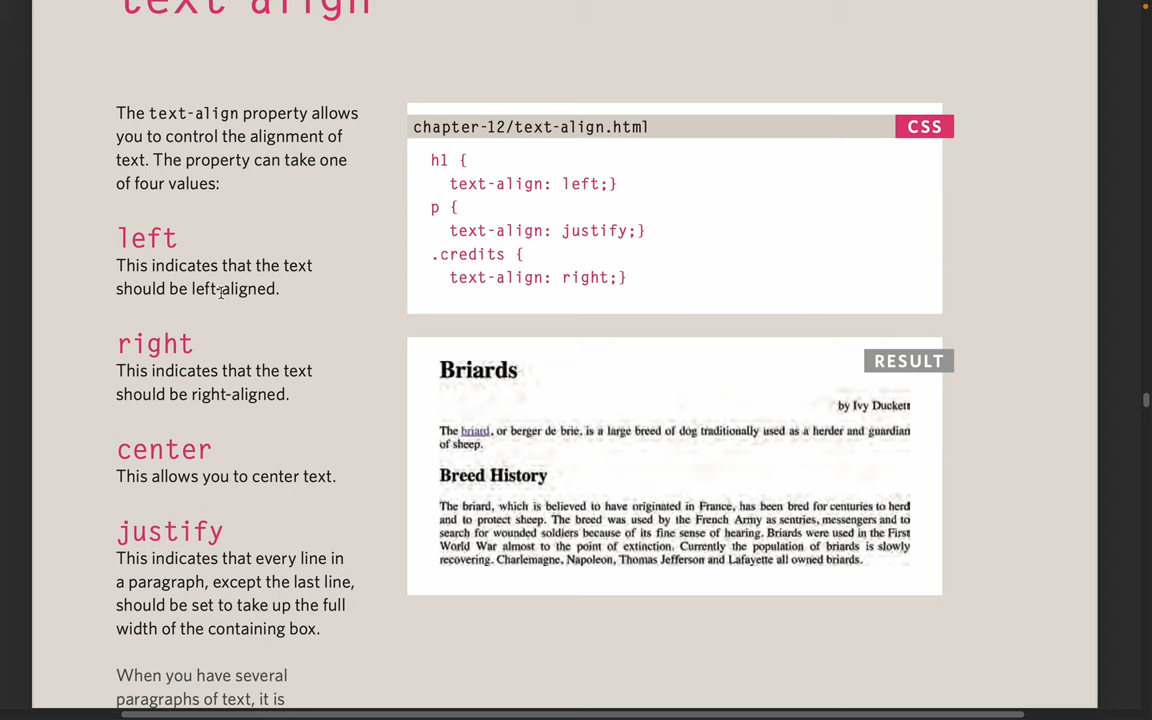 text-align
The text-align property allows
you to control the alignment of
text. The property can take one
of four values:
left
This indicates that the text
should be left-aligned.
right
This indicates that the text
should be right-aligned.
center
This allows you to center text.
justify
This indicates that every line in
a paragraph, except the last line,
should be set to take up the full
width of the containing box.
When you have several
paragraphs of text, it is
chapter-12/text-align.html
CSS
h1 {
text-align: left;}
p {
text-align: justify;}
.credits {
text-align: right;}
RESULT
Briards
by Ivy Duckett
The briard, or berger de brie, is a large breed of dog traditionally used as a herder and guardian
of sheep.
Breed History
The briard, which is believed to have originated in France, has been bred for centuries to herd
and to protect sheep. The breed was used by the French Army as sentries, messengers and to
search for wounded soldiers because of its fine sense of hearing. Briards were used in the First
World War almost to the point of extinction. Currently the population of briards is slowly
recovering. Charlemagne, Napoleon, Thomas Jefferson and Lafayette all owned briards.